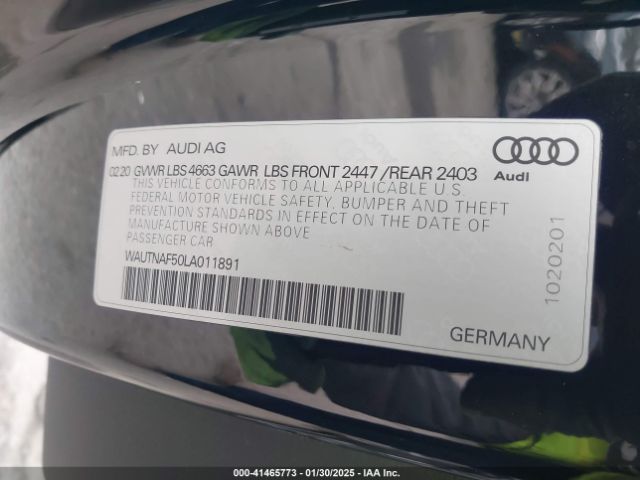 MFD. BY AUDI AG
0220 GVWR LBS 4663 GAWR LBS FRONT 2447 /REAR 2403
THIS VEHICLE CONFORMS TO ALL APPLICABLE U.S.
FEDERAL MOTOR VEHICLE SAFETY, BUMPER AND THEFT
PREVENTION STANDARDS IN EFFECT ON THE DATE OF
MANUFACTURE SHOWN ABOVE
PASSENGER CAR
WAUTNAF50LA011891
Audi
1020201
GERMANY
000-41465773 - 01/30/2025 - IAA Inc.